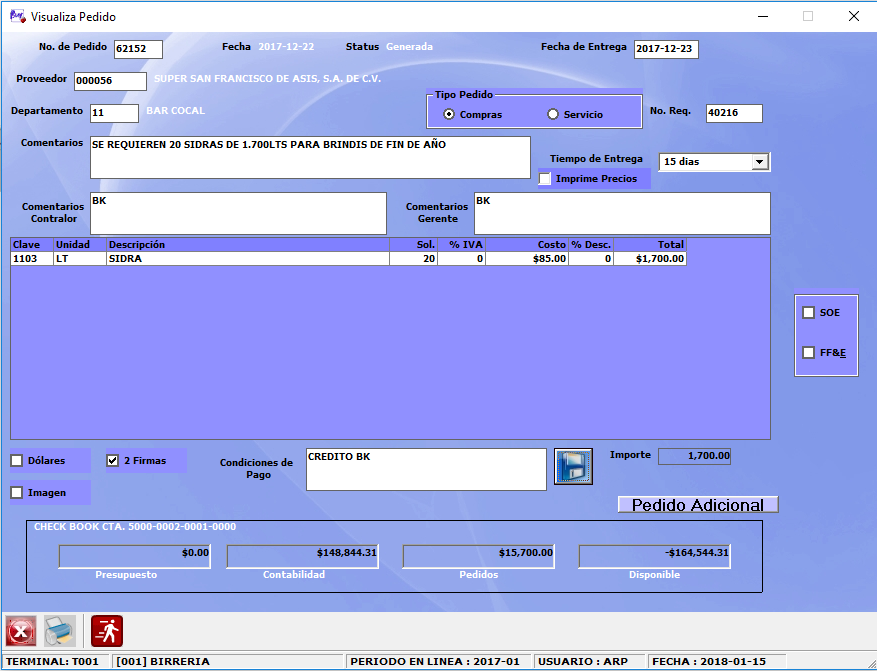 Visualiza Pedido
No. de Pedido 62152 Fecha 2017-12-22 Status Generada Fecha de Entrega 2017-12-23
Proveedor 000056 SUPER SAN FRANCISCO DE ASIS, S.A. DE C.V.
Departamento 11 BAR COCAL
Tipo Pedido
Compras Servicio
No. Req. 40216
Comentarios SE REQUIEREN 20 SIDRAS DE 1.700LTS PARA BRINDIS DE FIN DE AÑO
Tiempo de Entrega 15 dias
Imprime Precios
Comentarios Contralor BK
Comentarios Gerente BK
Clave Unidad Descripción Sol. % IVA Costo % Desc. Total
1103 LT SIDRA 20 0 $85.00 0 $1,700.00
SOE
FF&E
Dólares 2 Firmas
Imagen
Condiciones de Pago CREDITO BK
Importe 1,700.00
Pedido Adicional
CHECK BOOK CTA. 5000-0002-0001-0000
$0.00 $148,844.31 $15,700.00 -$164,544.31
Presupuesto Contabilidad Pedidos Disponible
TERMINAL: T001 [001] BIRRERIA PERIODO EN LINEA : 2017-01 USUARIO : ARP FECHA : 2018-01-15